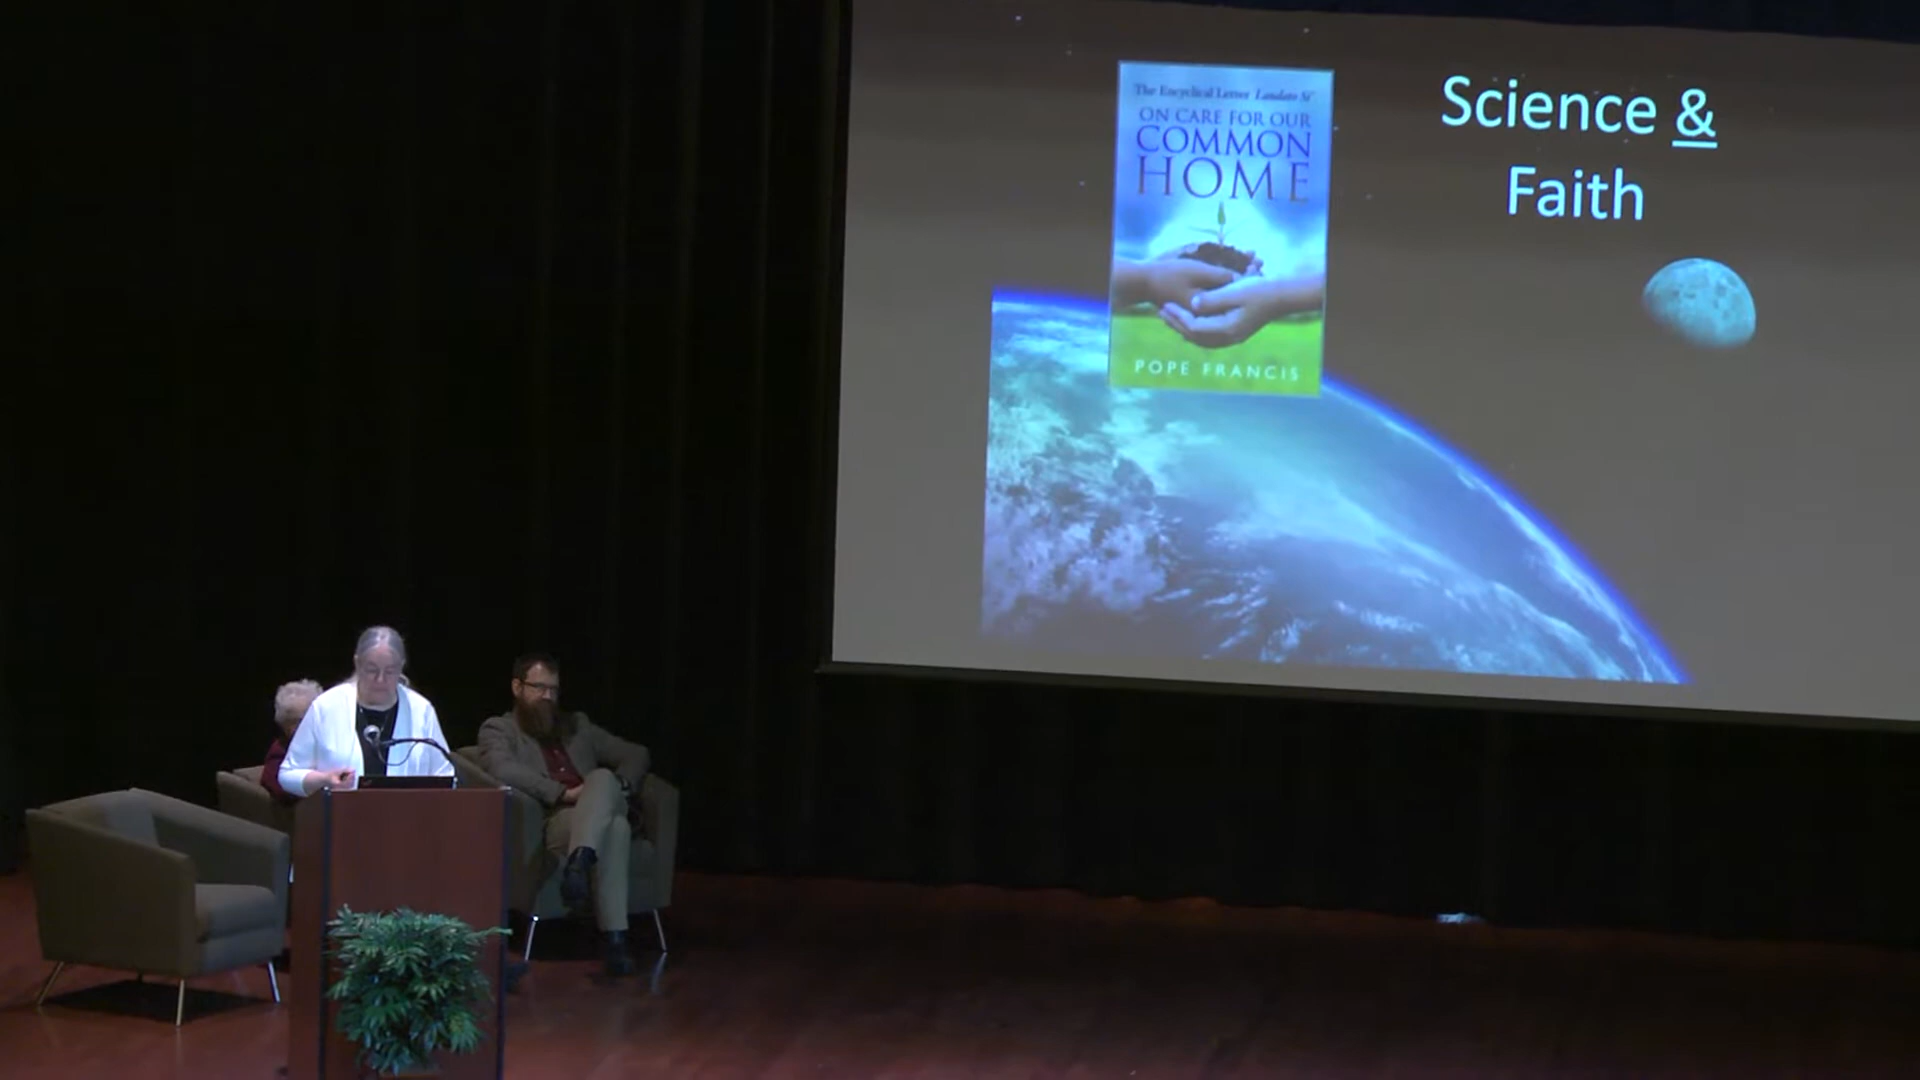 The Encyclical Letter Laudato Si'
ON CARE FOR OUR
COMMON
HOME
POPE FRANCIS
Science &
Faith